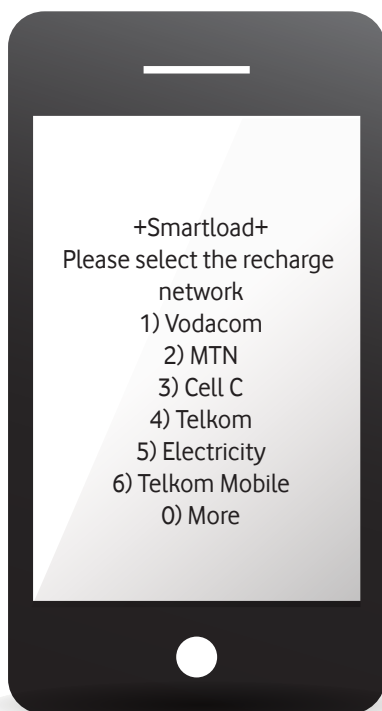 +Smartload+
Please select the recharge
network
1) Vodacom
2) MTN
3) Cell C
4) Telkom
5) Electricity
6) Telkom Mobile
0) More